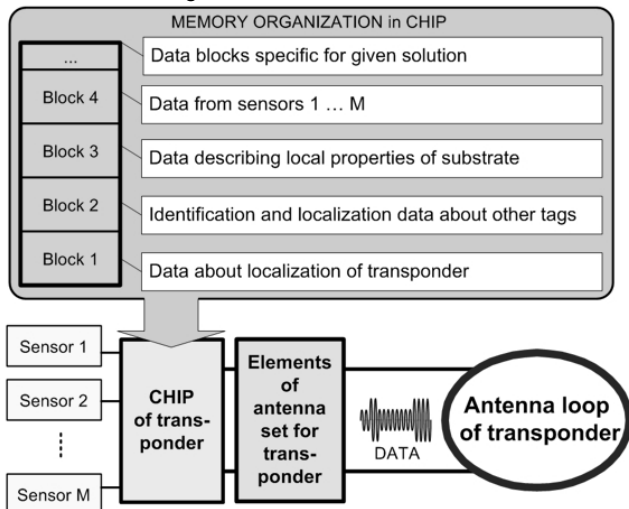 MEMORY ORGANIZATION in CHIP
...
Data blocks specific for given solution
Block 4
Data from sensors 1 ... M
Block 3
Data describing local properties of substrate
Block 2
Identification and localization data about other tags
Block 1
Data about localization of transponder
Sensor 1
Sensor 2
Sensor M
CHIP
of trans-
ponder
Elements
of
antenna
set for
trans-
ponder
DATA
Antenna loop
of transponder